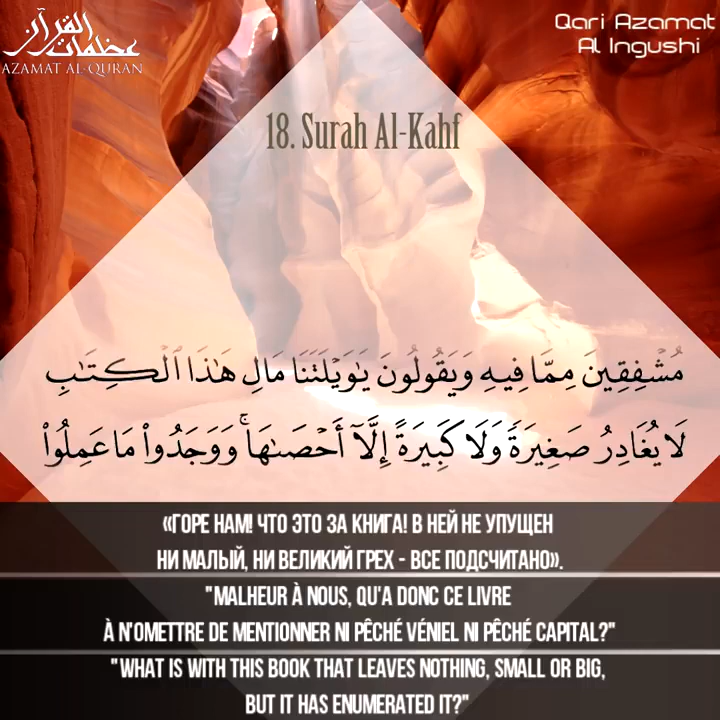 عظمات القرآن
AZAMAT AL-QURAN
Qari Azamat
Al Ingushi
18. Surah Al-Kahf
مُشْفِقِينَ مِمَّا فِيهِ وَيَقُولُونَ يَٰوَيْلَتَنَا مَالِ هَٰذَا ٱلْكِتَٰبِ
لَا يُغَادِرُ صَغِيرَةً وَلَا كَبِيرَةً إِلَّآ أَحْصَىٰهَا ۚ وَوَجَدُوا۟ مَا عَمِلُوا۟
«ГОРЕ НАМ! ЧТО ЭТО ЗА КНИГА! В НЕЙ НЕ УПУЩЕН
НИ МАЛЫЙ, НИ ВЕЛИКИЙ ГРЕХ - ВСЕ ПОДСЧИТАНО».
"MALHEUR À NOUS, QU'A DONC CE LIVRE
À N'OMETTRE DE MENTIONNER NI PÊCHÉ VÉNIEL NI PÊCHÉ CAPITAL?"
"WHAT IS WITH THIS BOOK THAT LEAVES NOTHING, SMALL OR BIG,
BUT IT HAS ENUMERATED IT?"